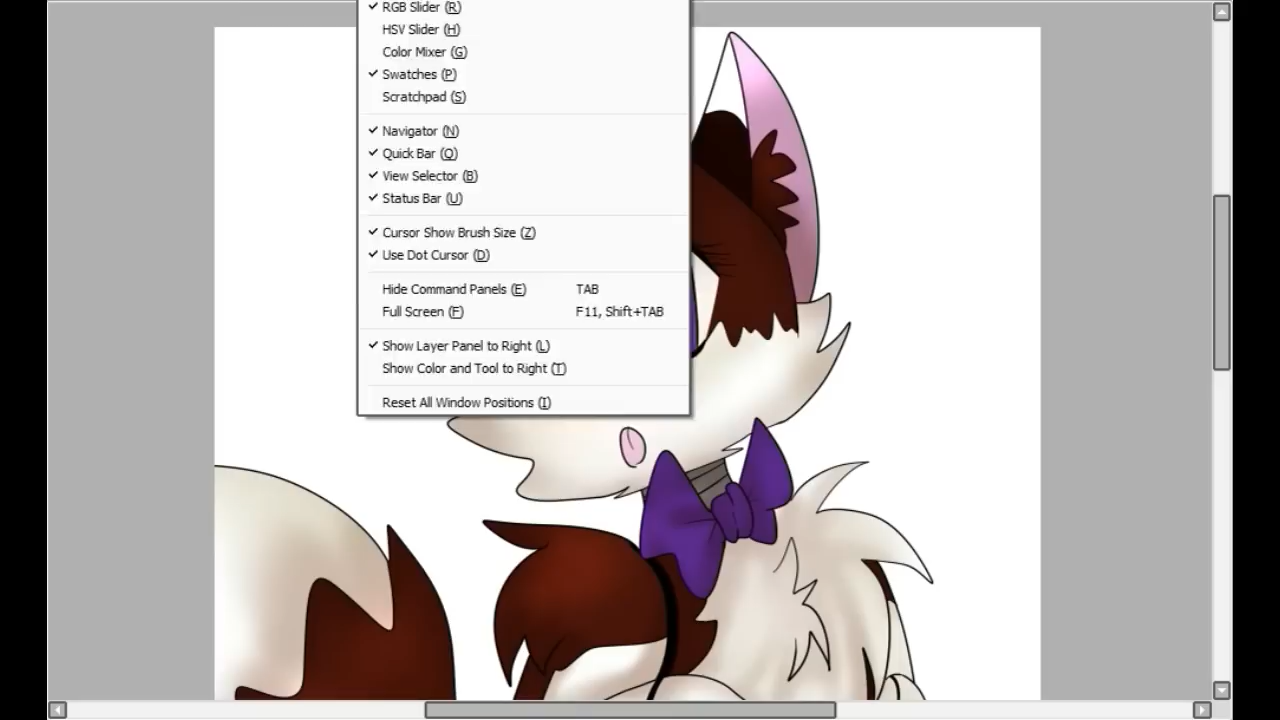 RGB Slider (R)
HSV Slider (H)
Color Mixer (G)
Swatches (P)
Scratchpad (S)
Navigator (N)
Quick Bar (Q)
View Selector (B)
Status Bar (U)
Cursor Show Brush Size (Z)
Use Dot Cursor (D)
Hide Command Panels (E) TAB
Full Screen (F) F11, Shift+TAB
Show Layer Panel to Right (L)
Show Color and Tool to Right (T)
Reset All Window Positions (I)